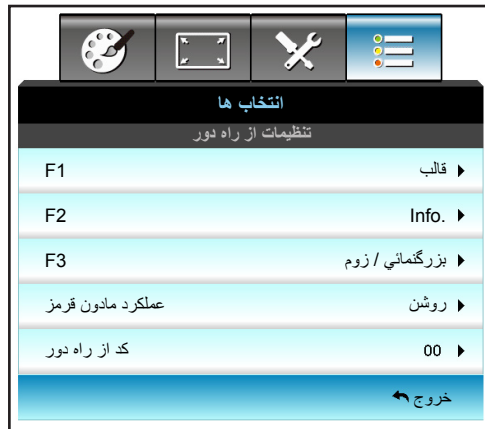 انتخاب ها
تنظیمات از راه دور
F1 قالب
F2 Info.
F3 بزرگنمائي / زوم
عملکرد مادون قرمز روشن
کد از راه دور 00
خروج